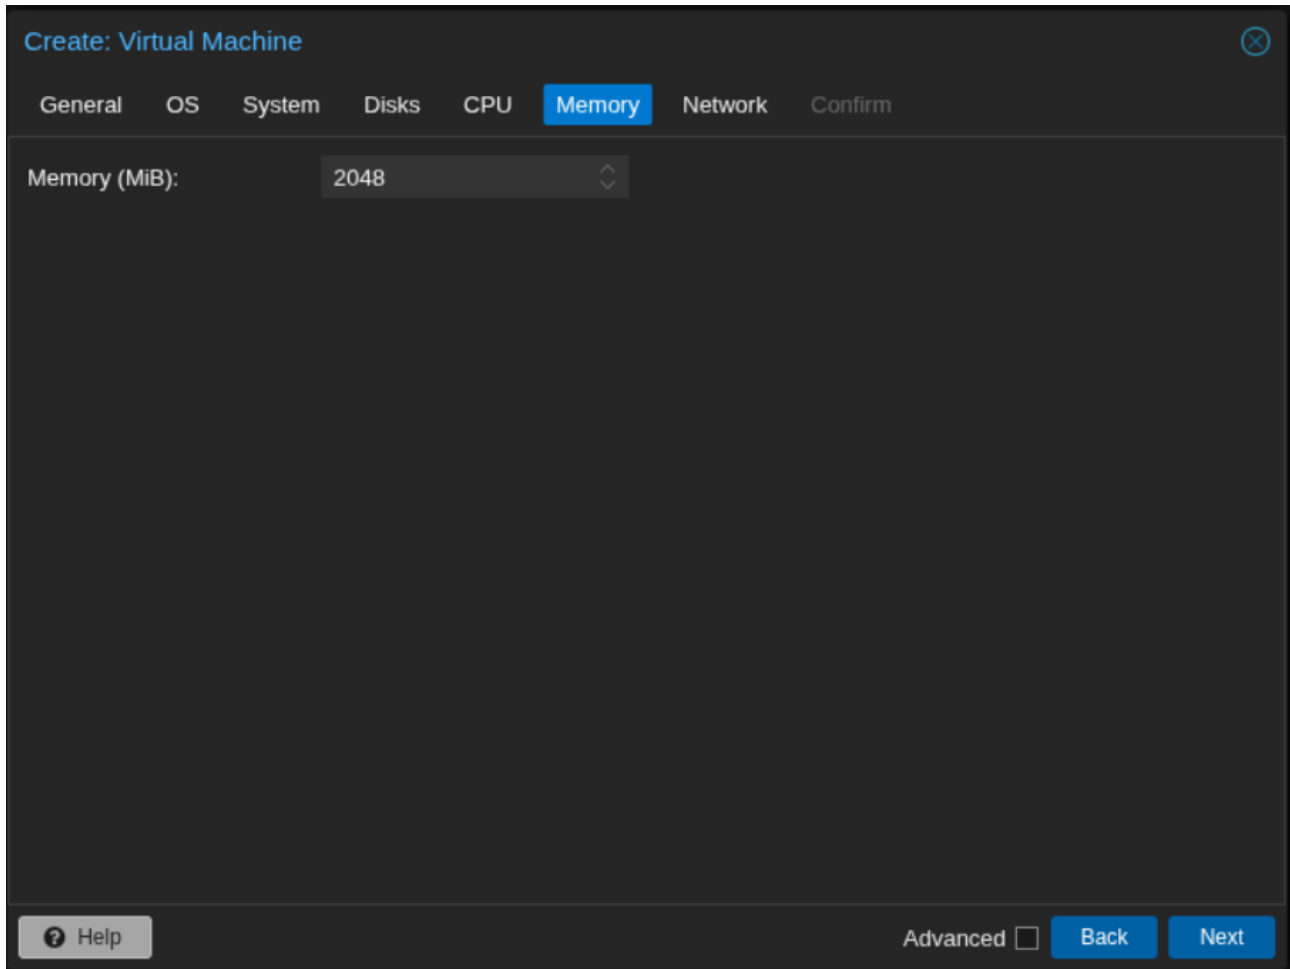 Create: Virtual Machine
General OS System Disks CPU Memory Network Confirm
Memory (MiB): 2048
Help Advanced Back Next